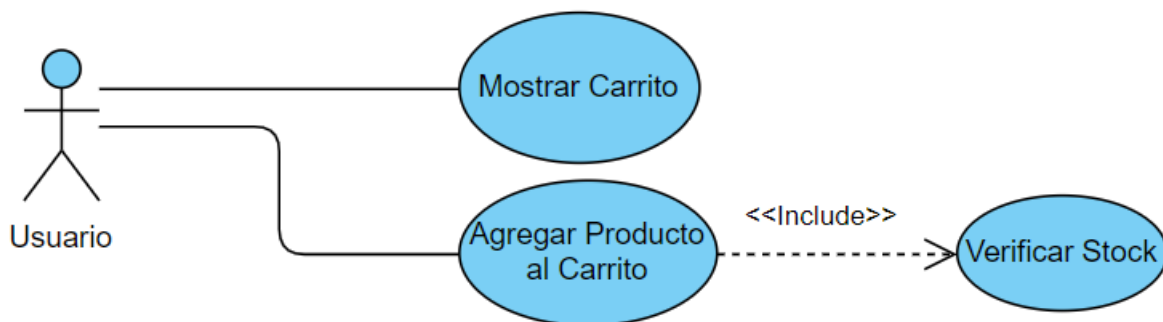 Mostrar Carrito
Usuario
Agregar Producto
al Carrito
<<Include>>
Verificar Stock